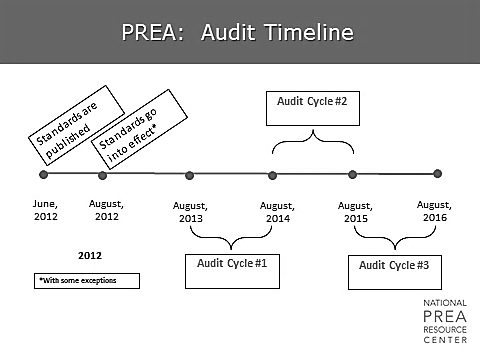 PREA: Audit Timeline
Standards are
published
Standards go
into effect*
Audit Cycle #2
June,
2012
August,
2012
August,
2013
August,
2014
August,
2015
August,
2016
Audit Cycle #1
Audit Cycle #3
2012
*With some exceptions
NATIONAL
PREA
RESOURCE
CENTER